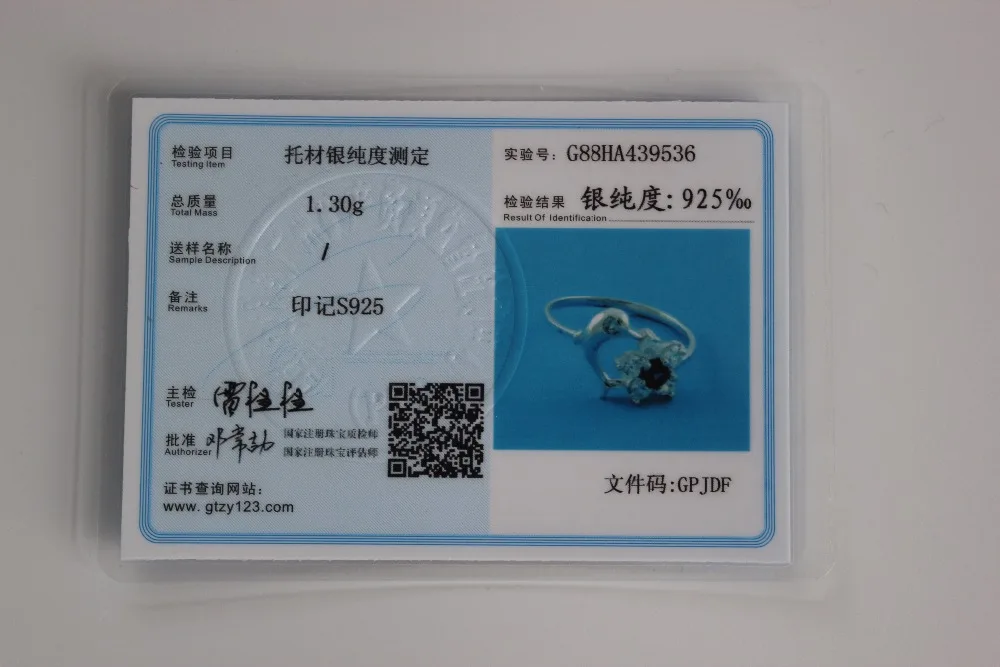 检验项目 托材银纯度测定
Testing Item
总质量 1.30g
Total Mass
送样名称 /
Sample Description
备注 印记S925
Remarks
主检
Tester
批准 邓常劼 国家注册珠宝质检师
Authorizer 国家注册珠宝评估师
证书查询网站:
www.gtzy123.com
实验号: G88HA439536
检验结果 银纯度: 925‰
Result Of Identification
文件码:GPJDF